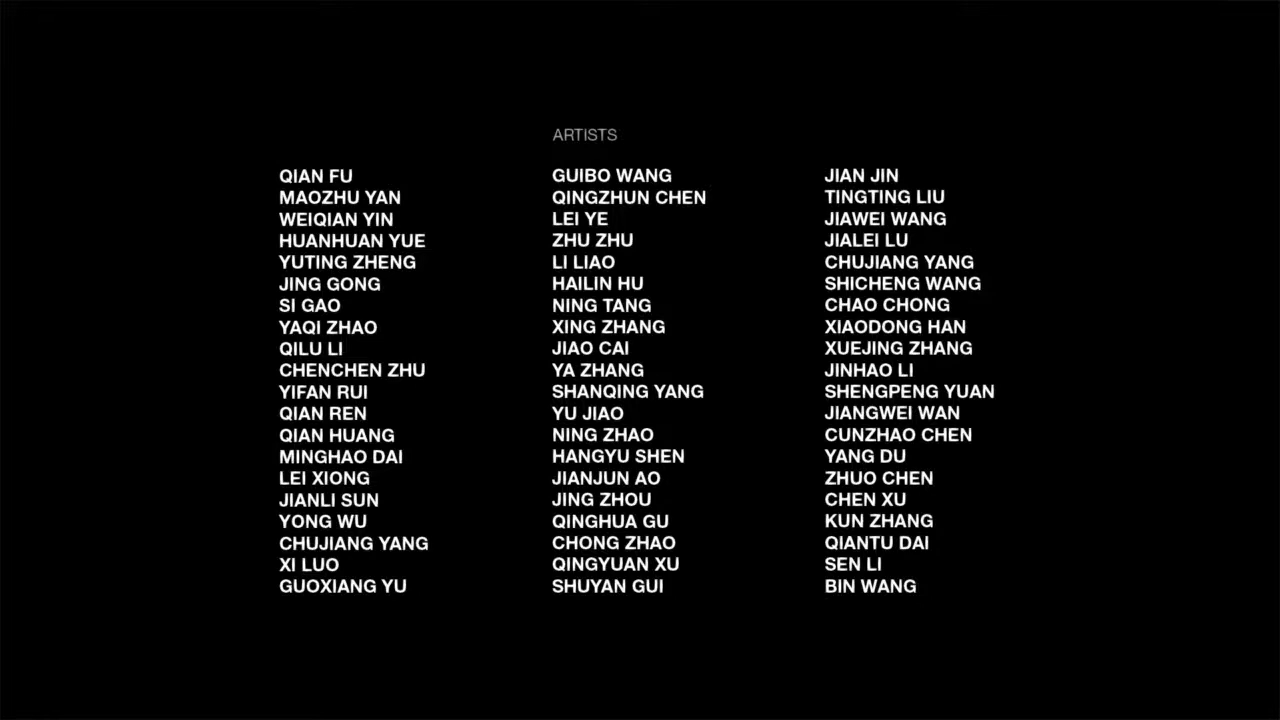 ARTISTS
QIAN FU
MAOZHU YAN
WEIQIAN YIN
HUANHUAN YUE
YUTING ZHENG
JING GONG
SI GAO
YAQI ZHAO
QILU LI
CHENCHEN ZHU
YIFAN RUI
QIAN REN
QIAN HUANG
MINGHAO DAI
LEI XIONG
JIANLI SUN
YONG WU
CHUJIANG YANG
XI LUO
GUOXIANG YU
GUIBO WANG
QINGZHUN CHEN
LEI YE
ZHU ZHU
LI LIAO
HAILIN HU
NING TANG
XING ZHANG
JIAO CAI
YA ZHANG
SHANQING YANG
YU JIAO
NING ZHAO
HANGYU SHEN
JIANJUN AO
JING ZHOU
QINGHUA GU
CHONG ZHAO
QINGYUAN XU
SHUYAN GUI
JIAN JIN
TINGTING LIU
JIAWEI WANG
JIALEI LU
CHUJIANG YANG
SHICHENG WANG
CHAO CHONG
XIAODONG HAN
XUEJING ZHANG
JINHAO LI
SHENGPENG YUAN
JIANGWEI WAN
CUNZHAO CHEN
YANG DU
ZHUO CHEN
CHEN XU
KUN ZHANG
QIANTU DAI
SEN LI
BIN WANG